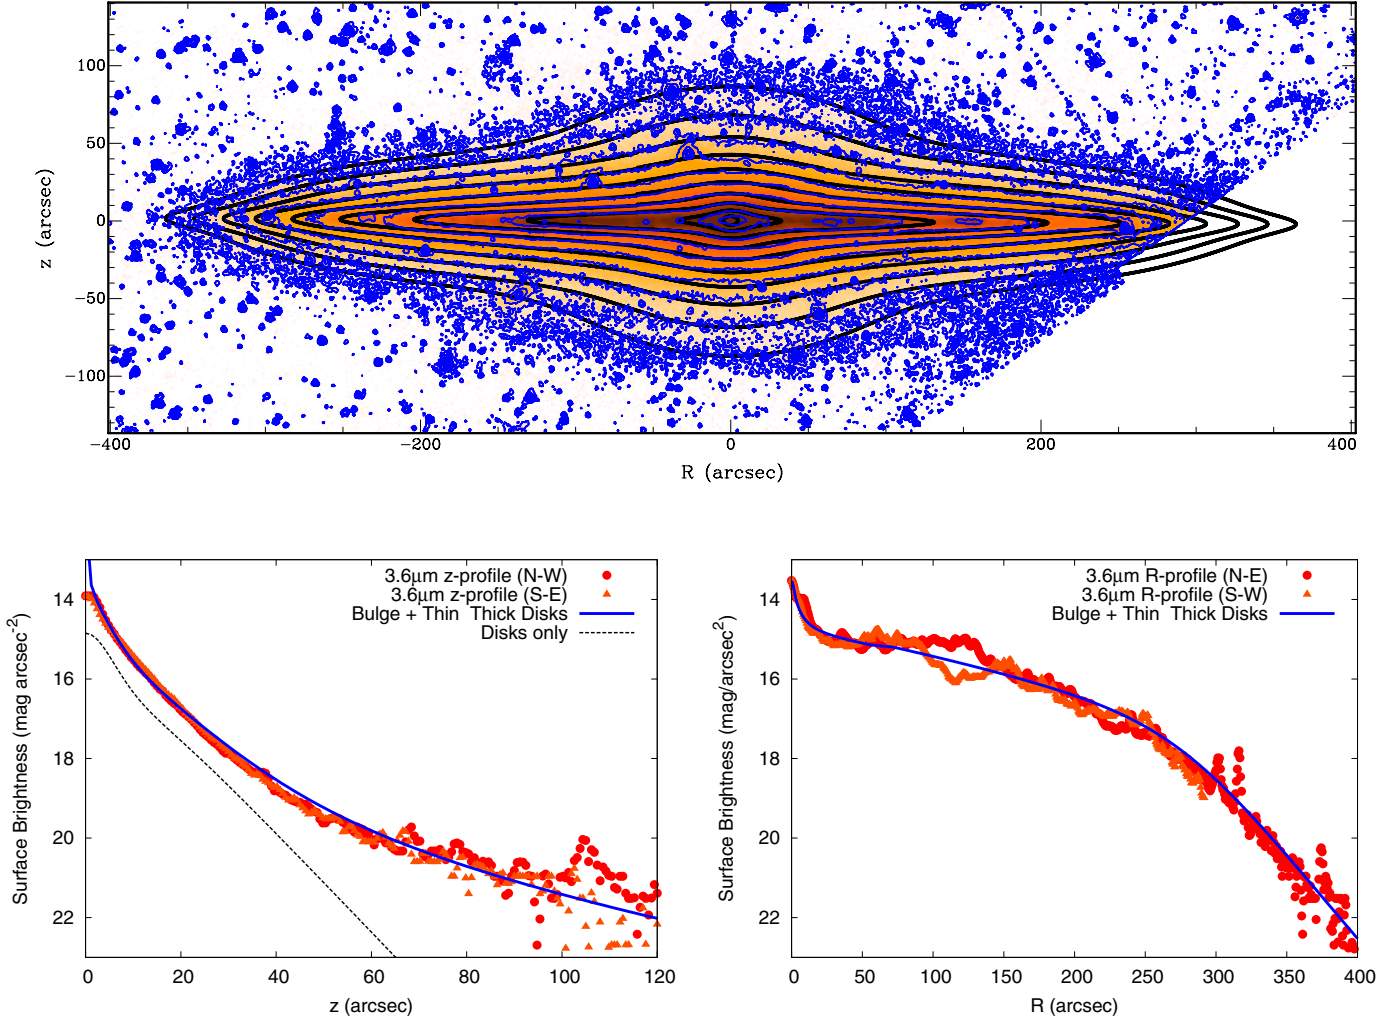 100
50
0
−50
−100
z (arcsec)
−400
−200
0
200
400
R (arcsec)
3.6μm z-profile (N-W)
3.6μm z-profile (S-E)
Bulge + Thin Thick Disks
Disks only
14
16
18
20
22
Surface Brightness (mag arcsec-2)
0
20
40
60
80
100
120
z (arcsec)
3.6μm R-profile (N-E)
3.6μm R-profile (S-W)
Bulge + Thin Thick Disks
14
16
18
20
22
Surface Brightness (mag/arcsec2)
0
50
100
150
200
250
300
350
400
R (arcsec)